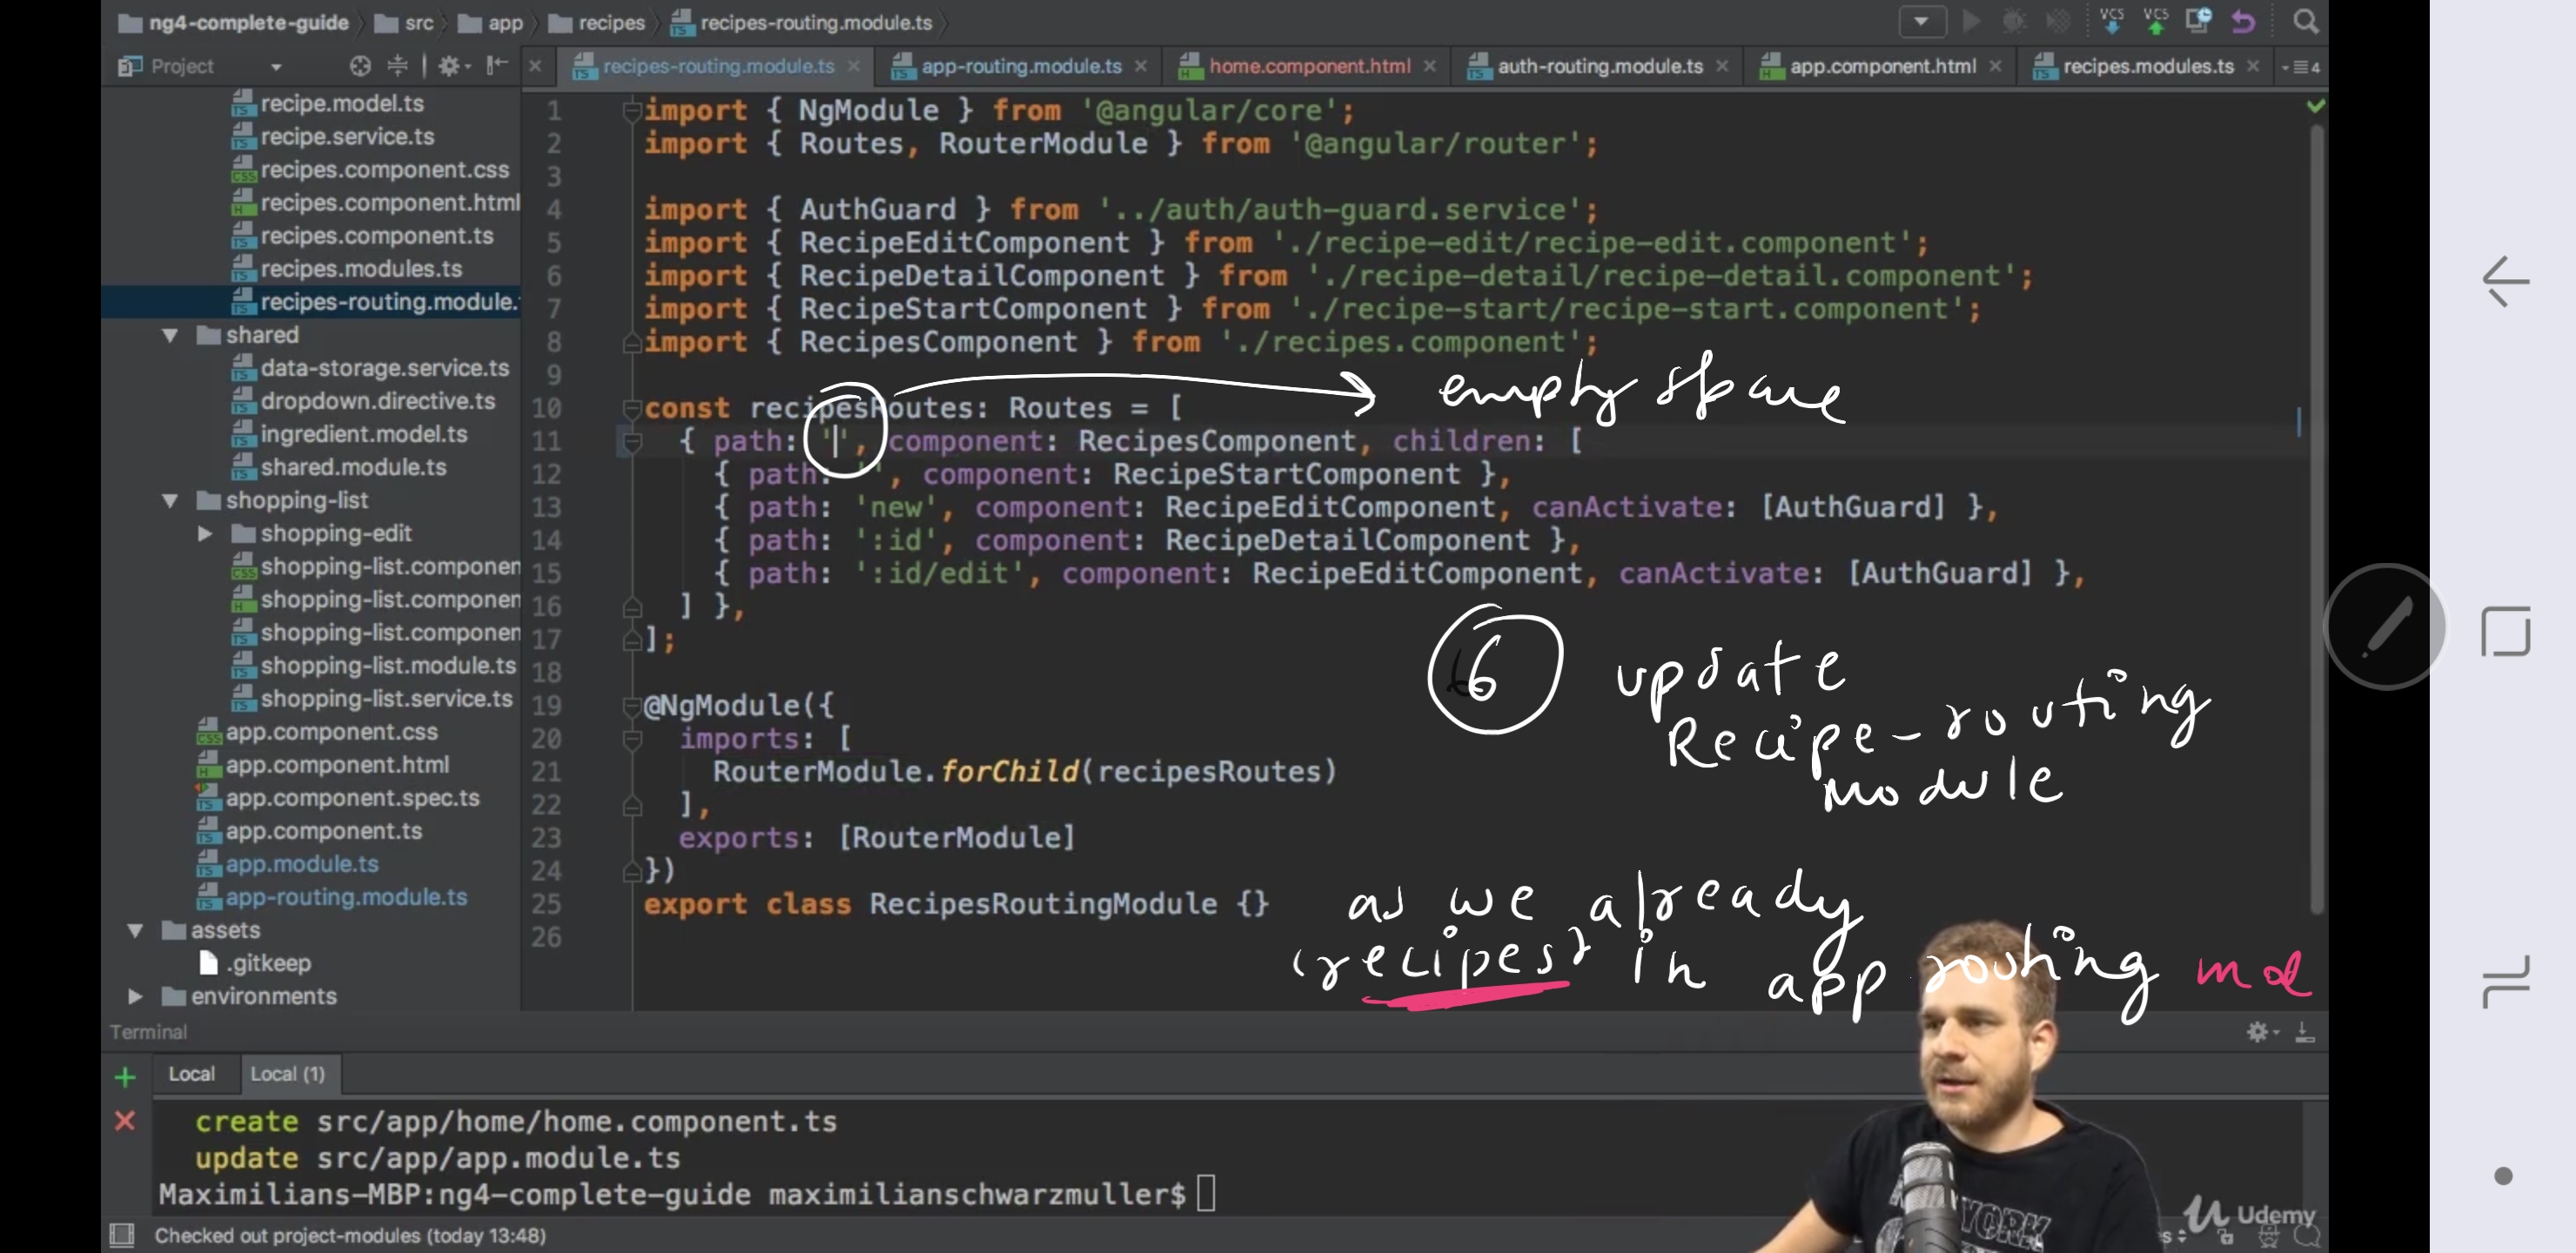 ng4-complete-guide src app recipes recipes-routing.module.ts
VCS VCS
Project
recipes-routing.module.ts app-routing.module.ts home.component.html auth-routing.module.ts app.component.html recipes.modules.ts 4
recipe.model.ts
recipe.service.ts
recipes.component.css
recipes.component.html
recipes.component.ts
recipes.modules.ts
recipes-routing.module.
shared
data-storage.service.ts
dropdown.directive.ts
ingredient.model.ts
shared.module.ts
shopping-list
shopping-edit
shopping-list.componen
shopping-list.componen
shopping-list.componen
shopping-list.module.ts
shopping-list.service.ts
app.component.css
app.component.html
app.component.spec.ts
app.component.ts
app.module.ts
app-routing.module.ts
assets
.gitkeep
environments
1 import { NgModule } from '@angular/core';
2 import { Routes, RouterModule } from '@angular/router';
3
4 import { AuthGuard } from '../auth/auth-guard.service';
5 import { RecipeEditComponent } from './recipe-edit/recipe-edit.component';
6 import { RecipeDetailComponent } from './recipe-detail/recipe-detail.component';
7 import { RecipeStartComponent } from './recipe-start/recipe-start.component';
8 import { RecipesComponent } from './recipes.component';
9
10 const recipesRoutes: Routes = [
11 { path: '', component: RecipesComponent, children: [
12 { path: '', component: RecipeStartComponent },
13 { path: 'new', component: RecipeEditComponent, canActivate: [AuthGuard] },
14 { path: ':id', component: RecipeDetailComponent },
15 { path: ':id/edit', component: RecipeEditComponent, canActivate: [AuthGuard] },
16 ] },
17 ];
18
19 @NgModule({
20 imports: [
21 RouterModule.forChild(recipesRoutes)
22 ],
23 exports: [RouterModule]
24 })
25 export class RecipesRoutingModule {}
26
empty space
6 update
Recipe-routing
module
as we already
'recipes' in app routing mod
Terminal
Local Local (1)
create src/app/home/home.component.ts
update src/app/app.module.ts
Maximilians-MBP:ng4-complete-guide maximilianschwarzmuller$
Checked out project-modules (today 13:48)
YORK
Udemy